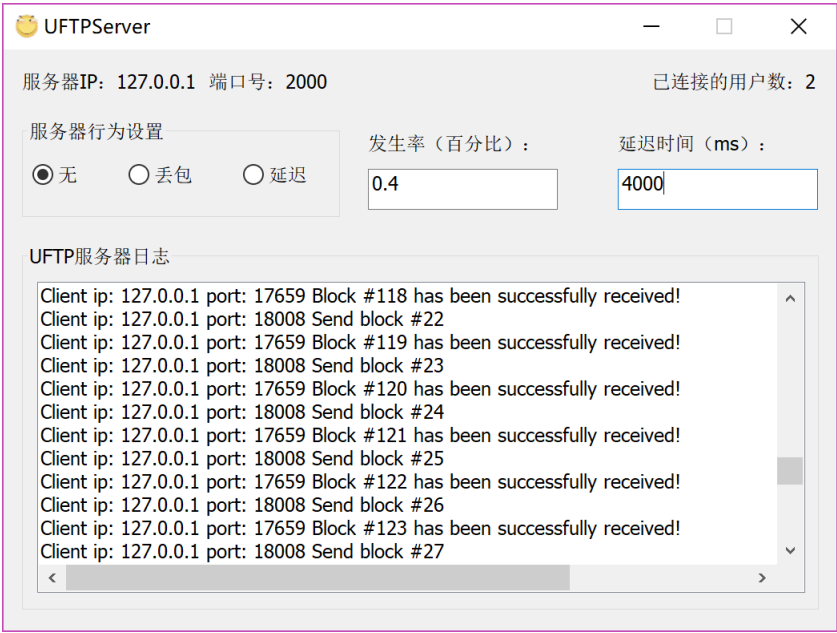 UFTPServer
服务器IP：127.0.0.1 端口号：2000 已连接的用户数：2
服务器行为设置
发生率（百分比）： 延迟时间（ms）：
无 丢包 延迟
0.4 4000
UFTP服务器日志
Client ip: 127.0.0.1 port: 17659 Block #118 has been successfully received!
Client ip: 127.0.0.1 port: 18008 Send block #22
Client ip: 127.0.0.1 port: 17659 Block #119 has been successfully received!
Client ip: 127.0.0.1 port: 18008 Send block #23
Client ip: 127.0.0.1 port: 17659 Block #120 has been successfully received!
Client ip: 127.0.0.1 port: 18008 Send block #24
Client ip: 127.0.0.1 port: 17659 Block #121 has been successfully received!
Client ip: 127.0.0.1 port: 18008 Send block #25
Client ip: 127.0.0.1 port: 17659 Block #122 has been successfully received!
Client ip: 127.0.0.1 port: 18008 Send block #26
Client ip: 127.0.0.1 port: 17659 Block #123 has been successfully received!
Client ip: 127.0.0.1 port: 18008 Send block #27